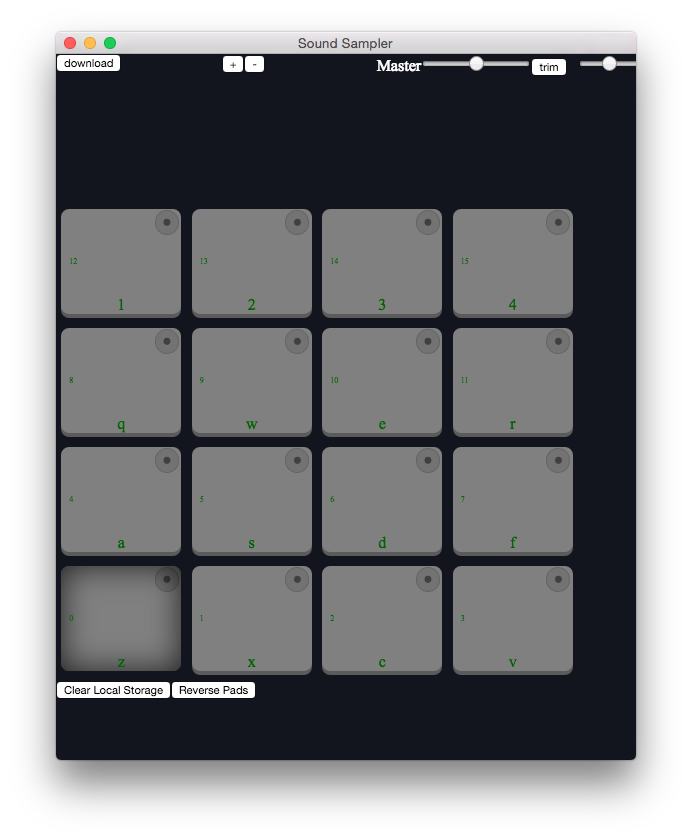 Sound Sampler
download + - Master trim
12 13 14 15
1 2 3 4
8 9 10 11
q w e r
4 5 6 7
a s d f
0 1 2 3
z x c v
Clear Local Storage Reverse Pads